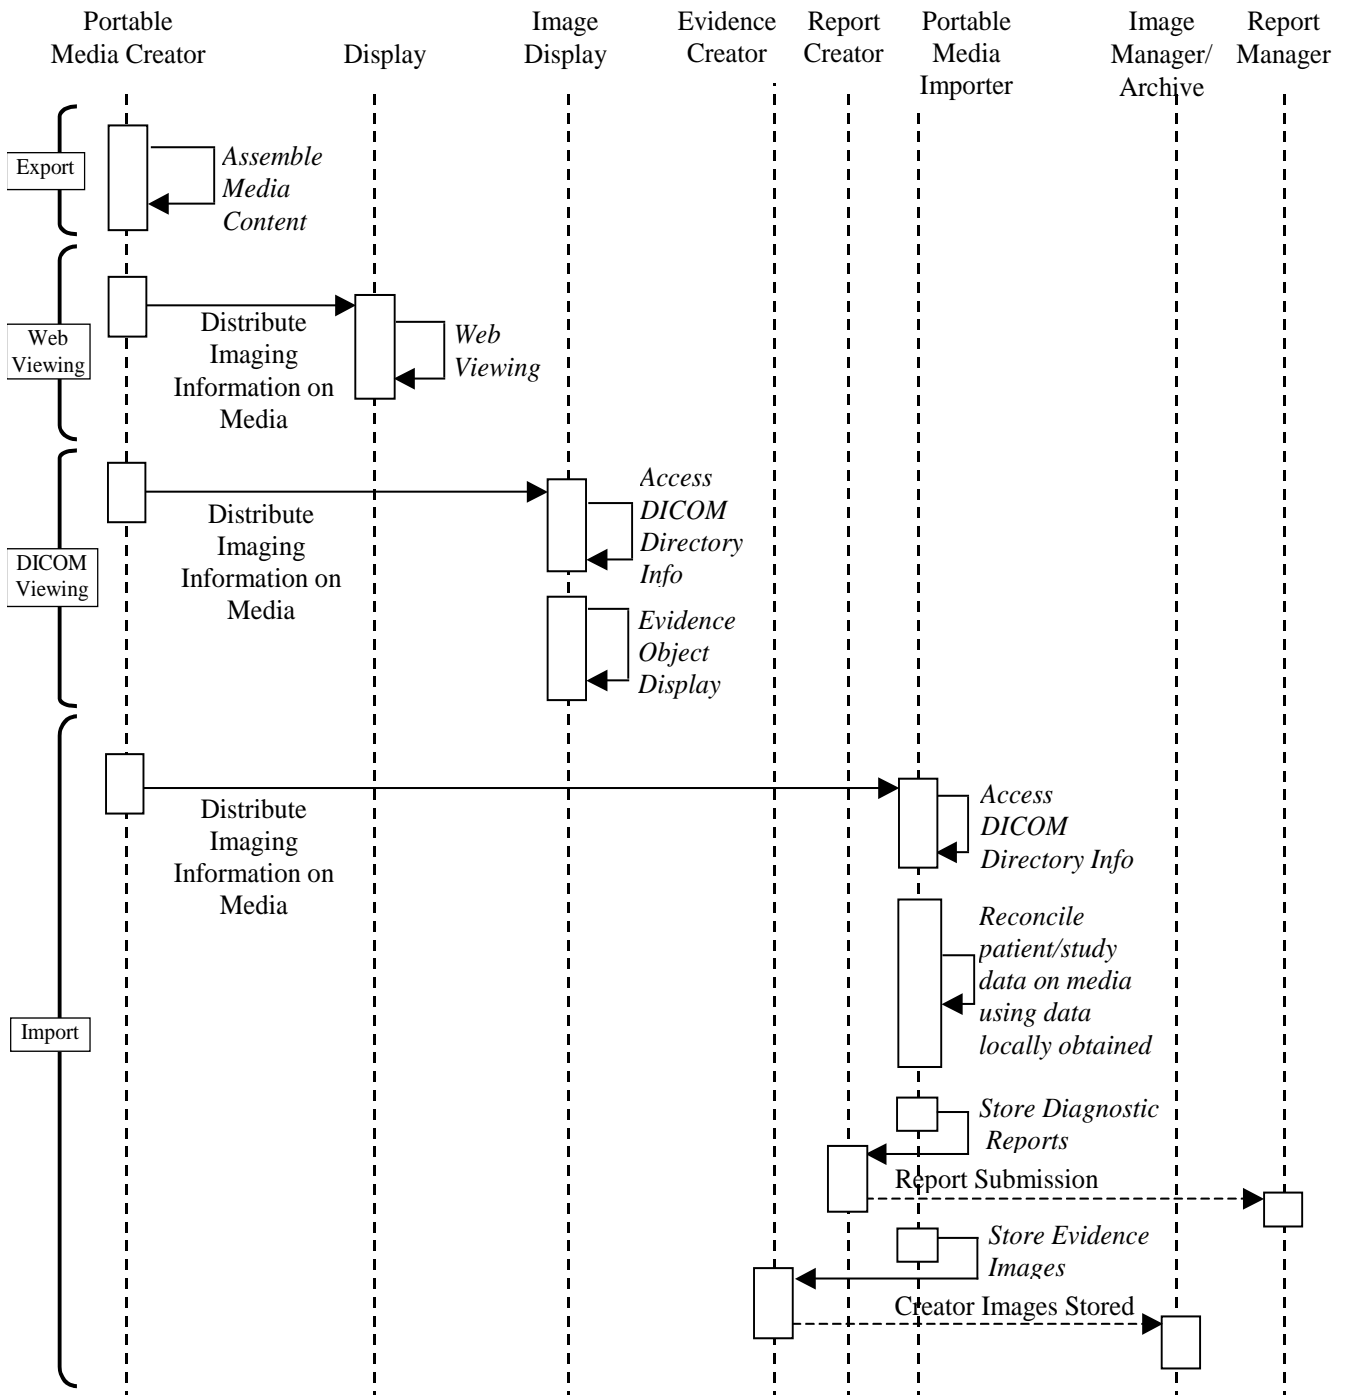 Portable
Media Creator
Display
Image
Display
Evidence
Creator
Report
Creator
Portable
Media
Importer
Image
Manager/
Archive
Report
Manager
Export
Assemble
Media
Content
Web
Viewing
Distribute
Imaging
Information on
Media
Web
Viewing
DICOM
Viewing
Distribute
Imaging
Information on
Media
Access
DICOM
Directory
Info
Evidence
Object
Display
Import
Distribute
Imaging
Information on
Media
Access
DICOM
Directory Info
Reconcile
patient/study
data on media
using data
locally obtained
Store Diagnostic
Reports
Report Submission
Store Evidence
Images
Creator Images Stored